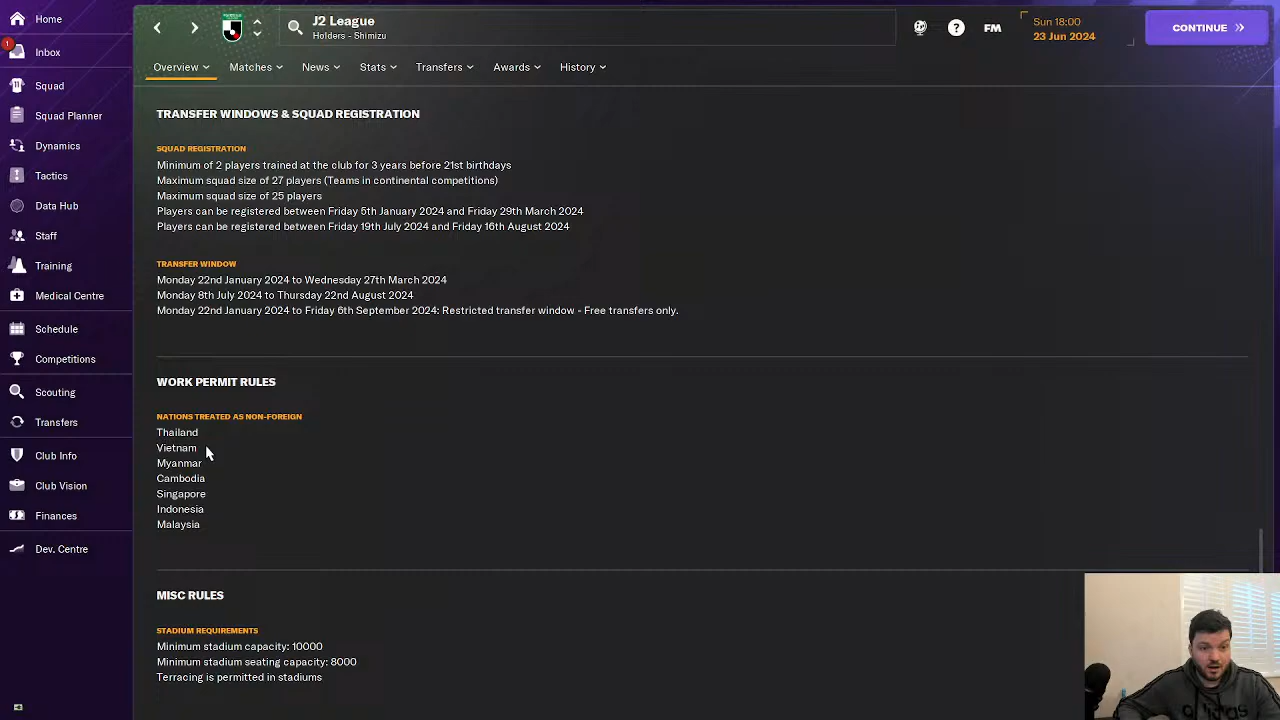 Home
J2 League
Holders - Shimizu
FM
Sun 18:00
23 Jun 2024
CONTINUE
1
Inbox
Overview
Matches
News
Stats
Transfers
Awards
History
Squad
Squad Planner
Dynamics
Tactics
Data Hub
Staff
Training
Medical Centre
Schedule
Competitions
Scouting
Transfers
Club Info
Club Vision
Finances
Dev. Centre
TRANSFER WINDOWS & SQUAD REGISTRATION
SQUAD REGISTRATION
Minimum of 2 players trained at the club for 3 years before 21st birthdays
Maximum squad size of 27 players (Teams in continental competitions)
Maximum squad size of 25 players
Players can be registered between Friday 5th January 2024 and Friday 29th March 2024
Players can be registered between Friday 19th July 2024 and Friday 16th August 2024
TRANSFER WINDOW
Monday 22nd January 2024 to Wednesday 27th March 2024
Monday 8th July 2024 to Thursday 22nd August 2024
Monday 22nd January 2024 to Friday 6th September 2024: Restricted transfer window - Free transfers only.
WORK PERMIT RULES
NATIONS TREATED AS NON-FOREIGN
Thailand
Vietnam
Myanmar
Cambodia
Singapore
Indonesia
Malaysia
MISC RULES
STADIUM REQUIREMENTS
Minimum stadium capacity: 10000
Minimum stadium seating capacity: 8000
Terracing is permitted in stadiums
adidas